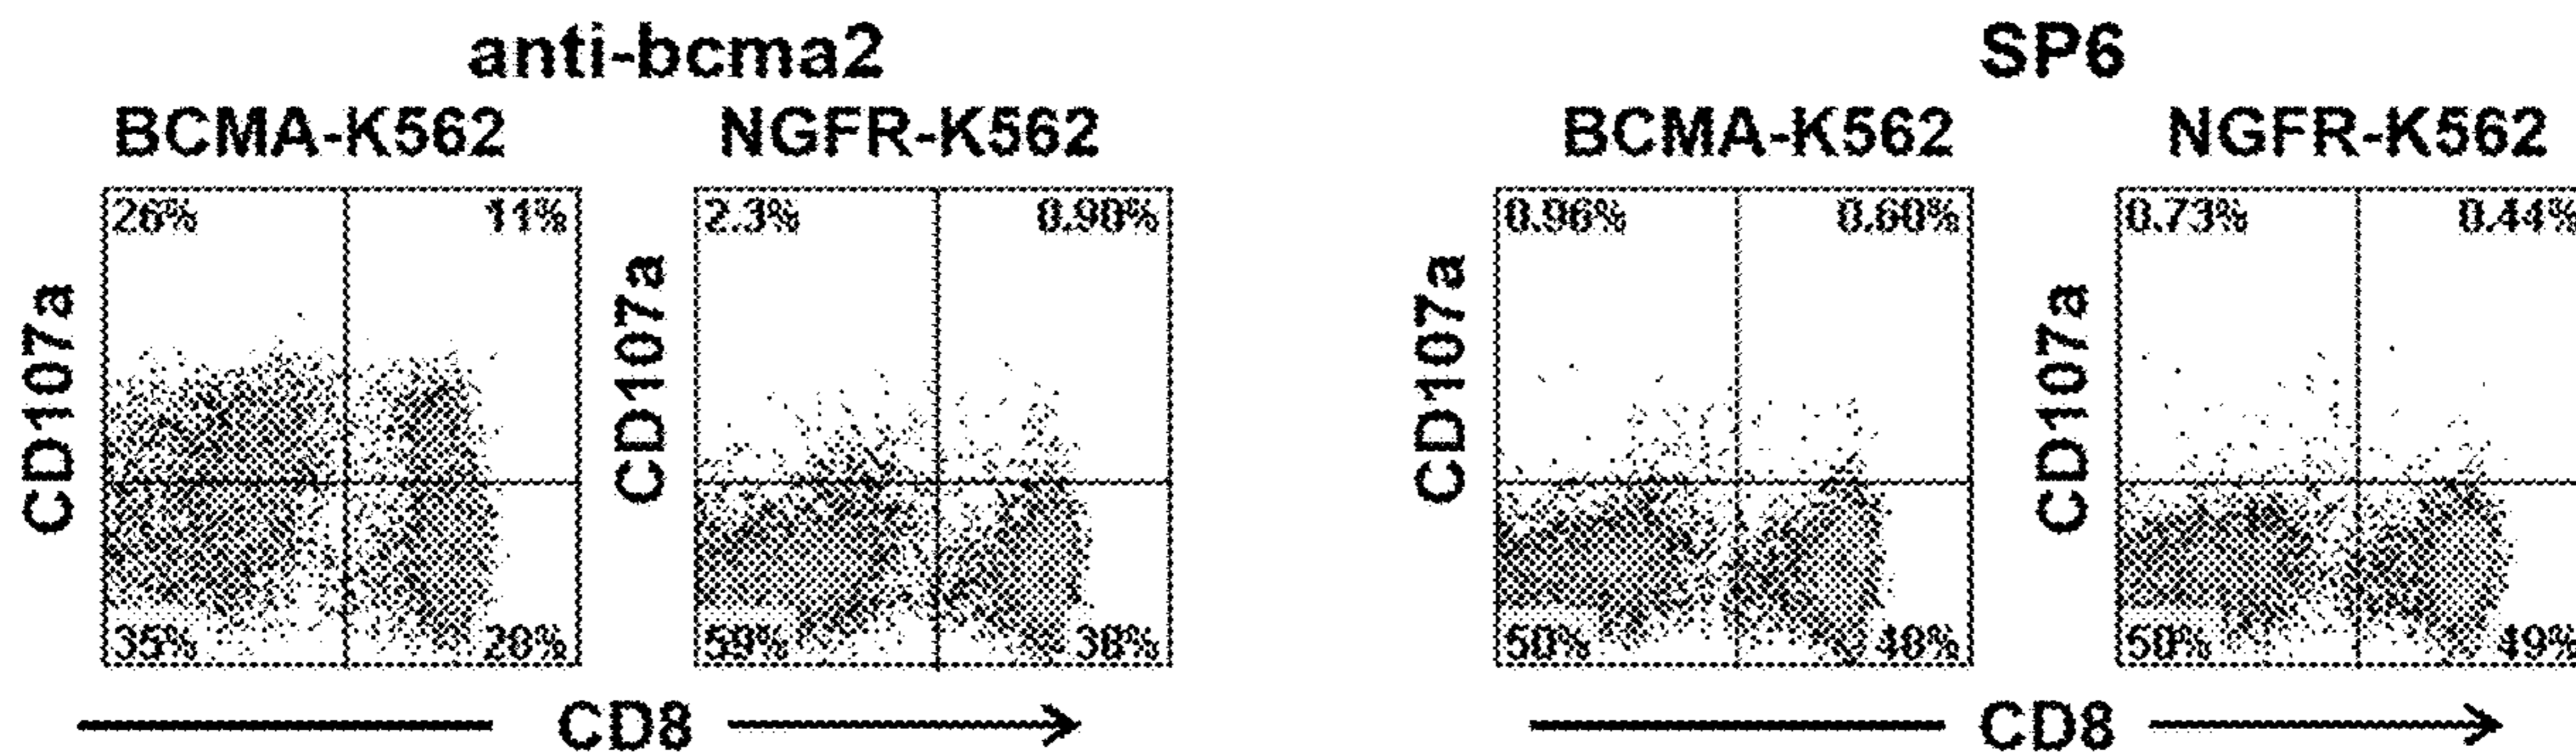 anti-bcma2 SP6
BCMA-K562 NGFR-K562 BCMA-K562 NGFR-K562
26% 11% 2.3% 0.90% 0.96% 0.60% 0.73% 0.44%
CD107a CD107a CD107a CD107a
35% 59% 38% 50% 48% 50% 49%
CD8 CD8